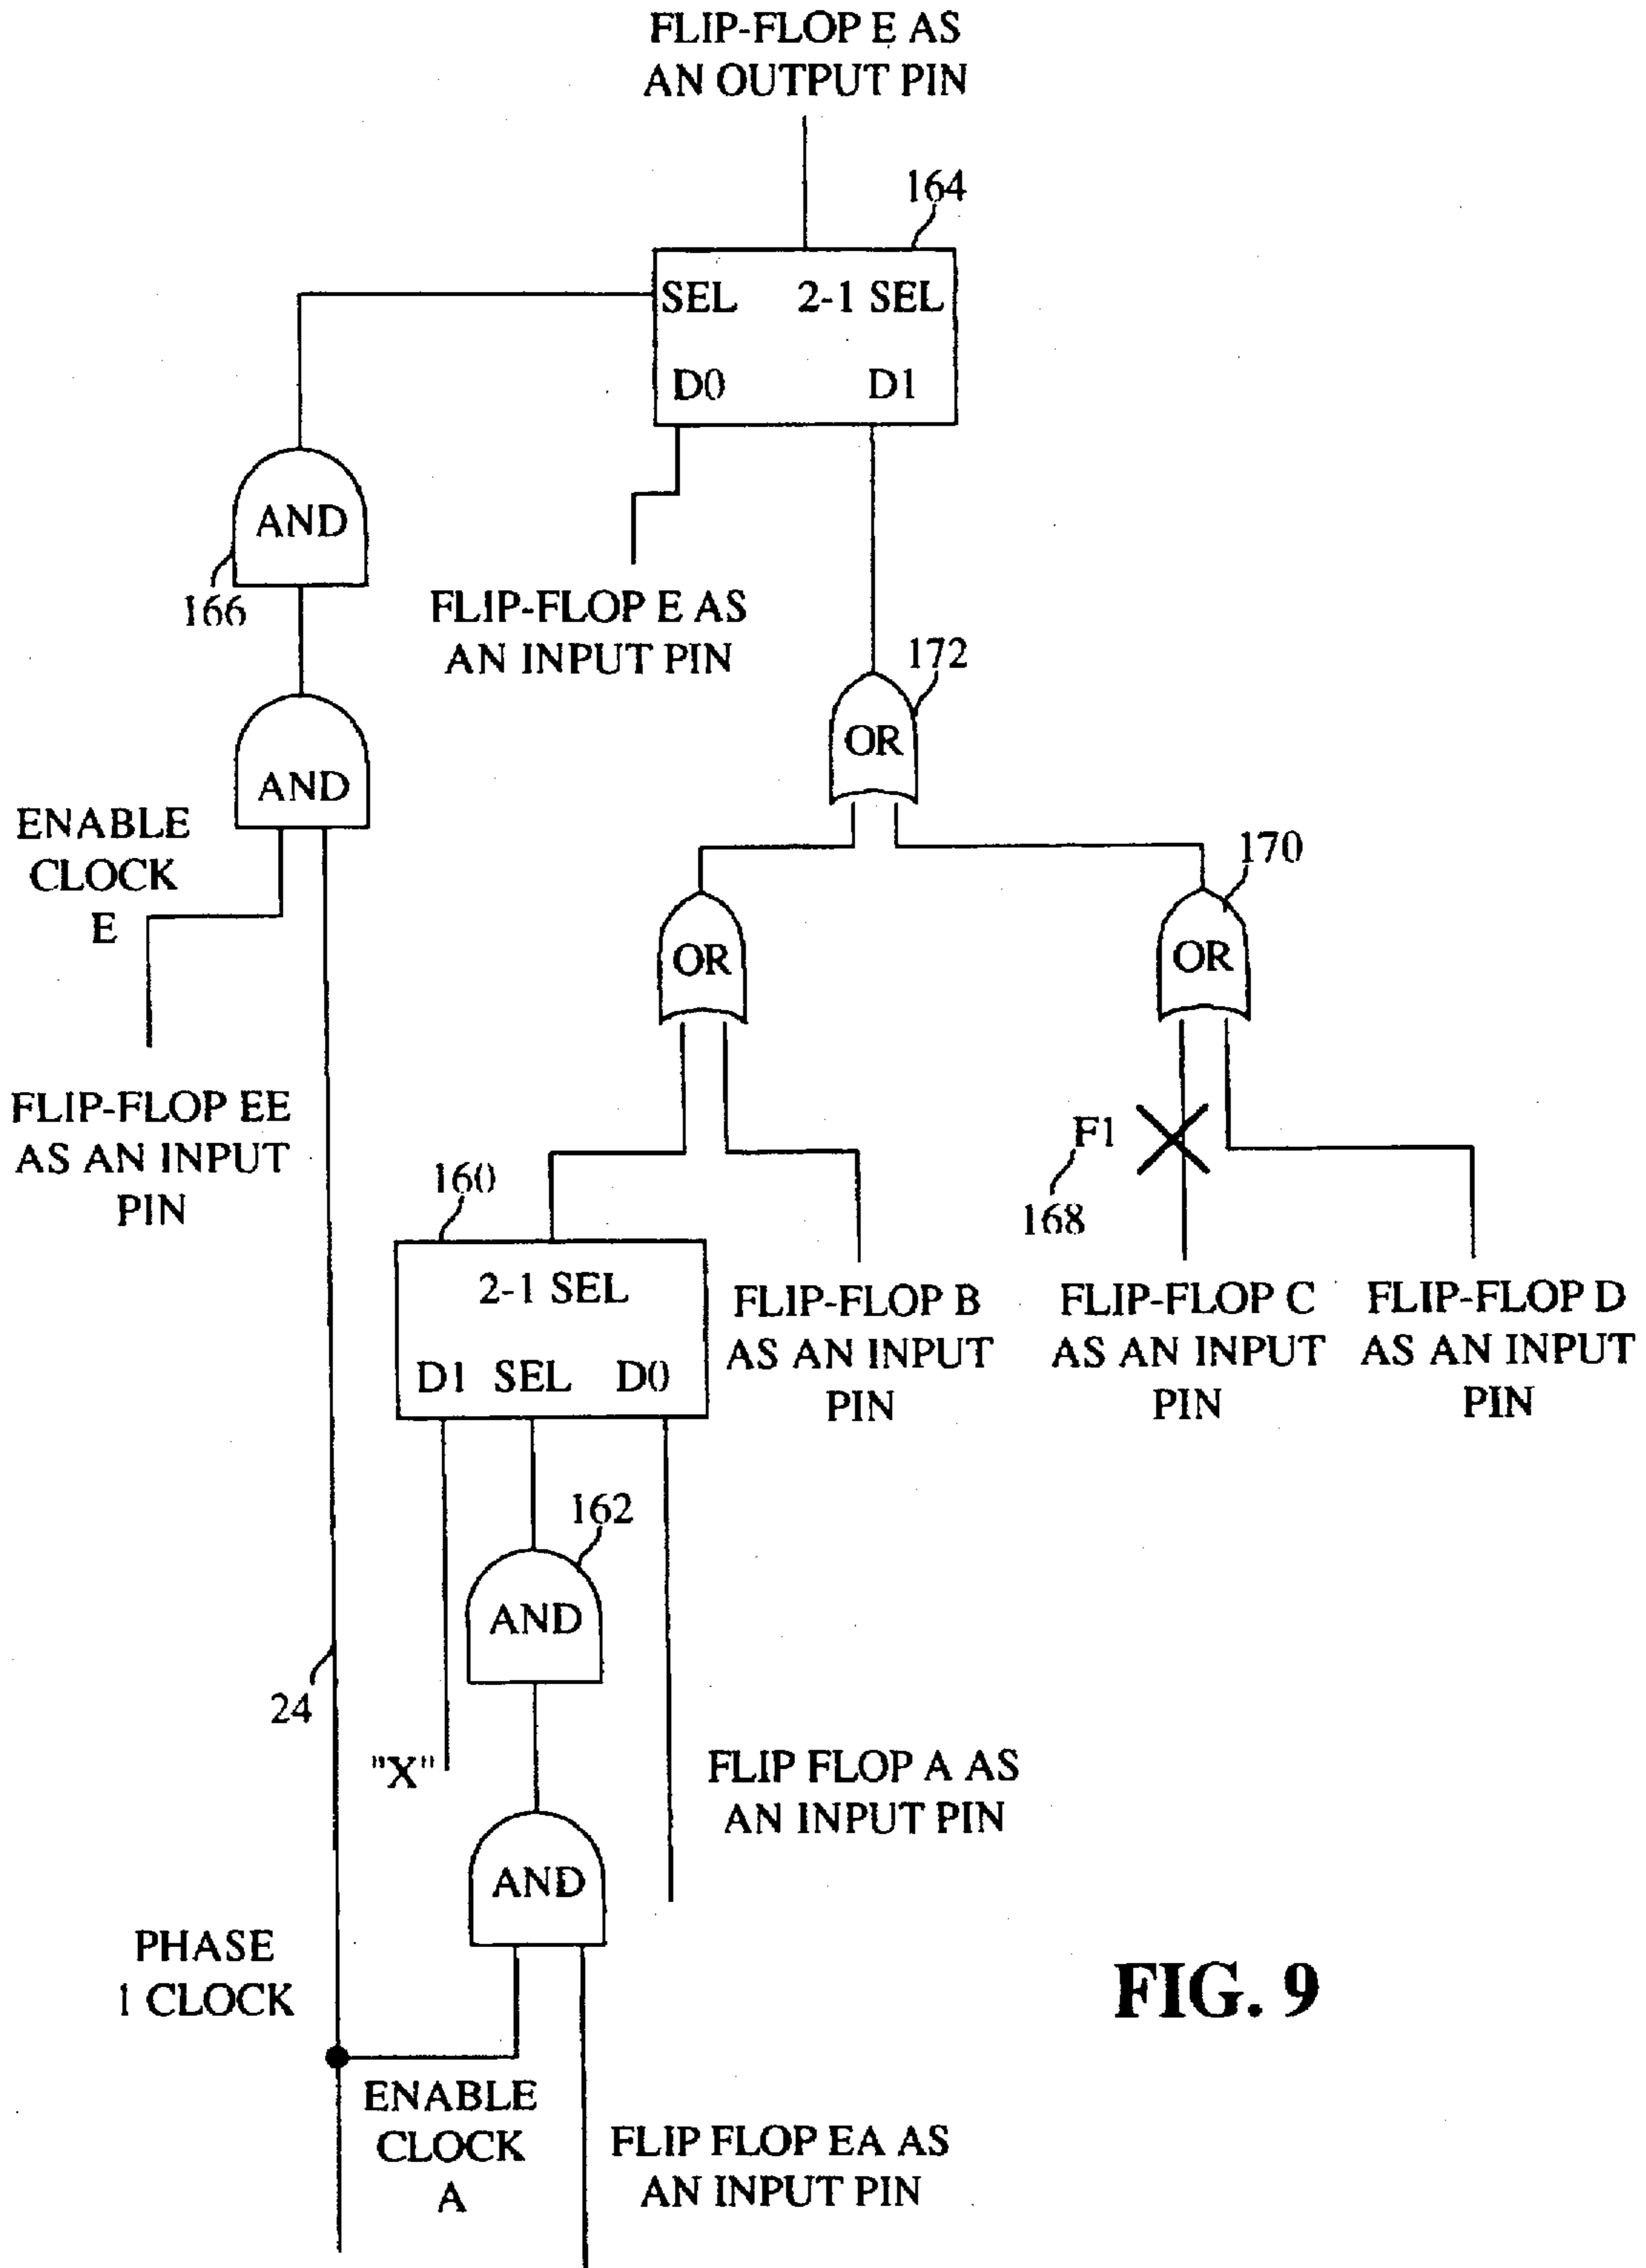 FLIP-FLOP E AS
AN OUTPUT PIN
164
SEL 2-1 SEL
D0 D1
AND
166
FLIP-FLOP E AS
AN INPUT PIN
172
OR
AND
ENABLE
CLOCK
E
170
OR
OR
FLIP-FLOP EE
AS AN INPUT
PIN
F1
168
160
2-1 SEL
D1 SEL D0
FLIP-FLOP B
AS AN INPUT
PIN
FLIP-FLOP C
AS AN INPUT
PIN
FLIP-FLOP D
AS AN INPUT
PIN
162
AND
24
"X"
FLIP FLOP A AS
AN INPUT PIN
AND
PHASE
1 CLOCK
FIG. 9
ENABLE
CLOCK
A
FLIP FLOP EA AS
AN INPUT PIN